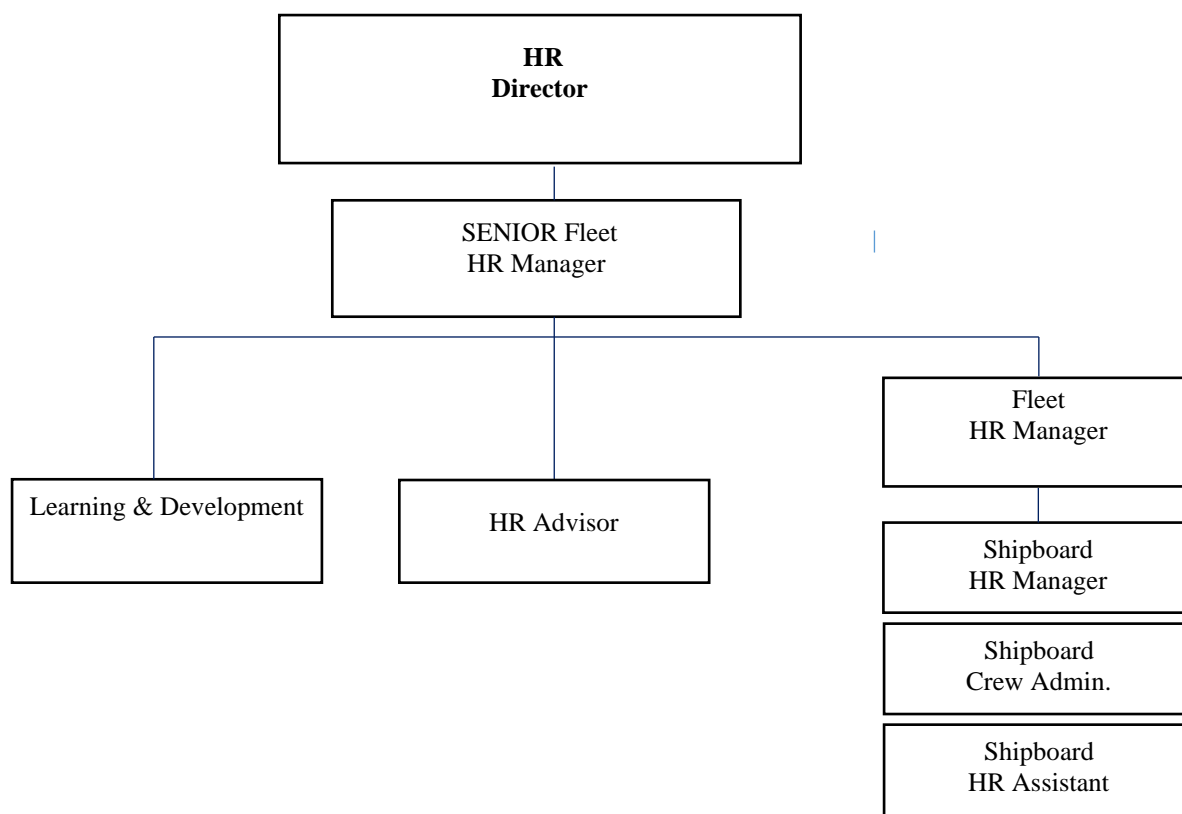 HR
Director
SENIOR Fleet
HR Manager
Fleet
HR Manager
Learning & Development
HR Advisor
Shipboard
HR Manager
Shipboard
Crew Admin.
Shipboard
HR Assistant